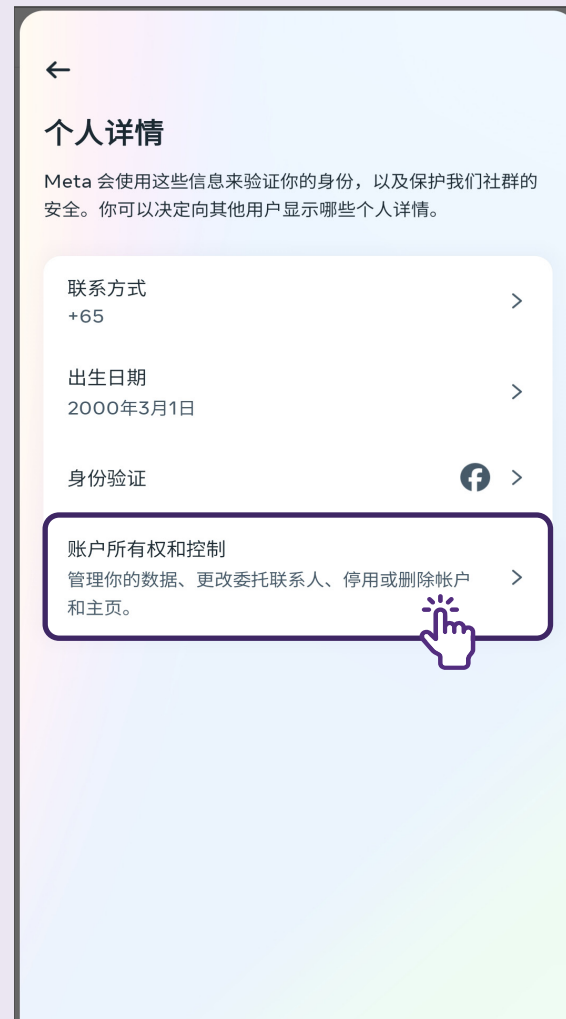 个人详情
Meta 会使用这些信息来验证你的身份，以及保护我们社群的
安全。你可以决定向其他用户显示哪些个人详情。
联系方式
+65
出生日期
2000年3月1日
身份验证
账户所有权和控制
管理你的数据、更改委托联系人、停用或删除帐户
和主页。